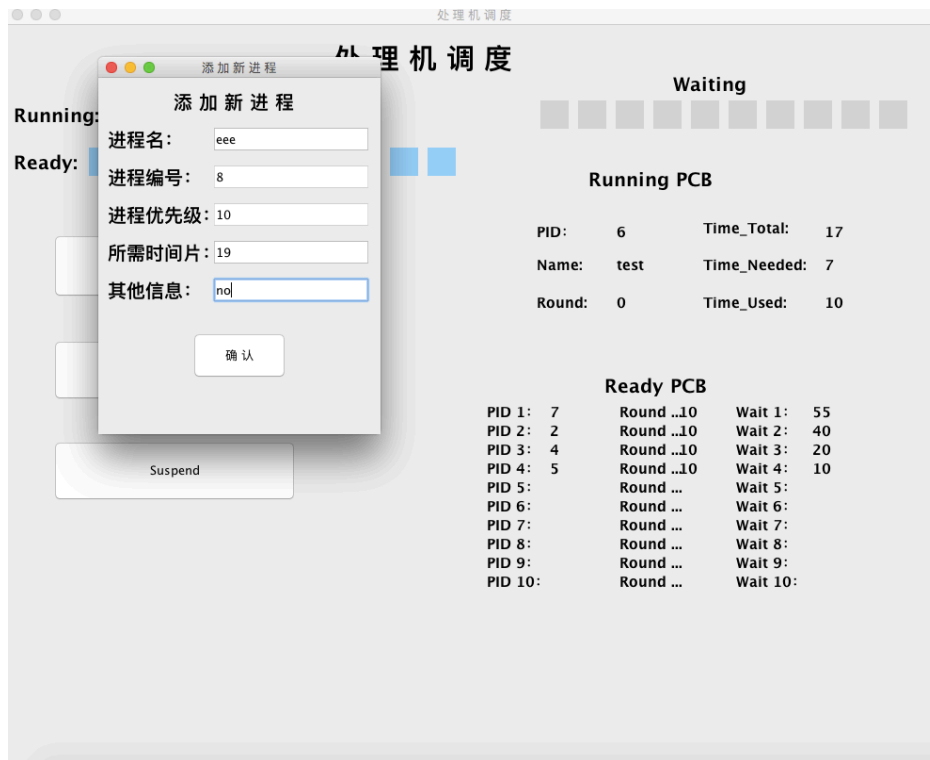 处理机调度
处理机调度
添加新进程
添加新进程
进程名: eee
进程编号: 8
进程优先级: 10
所需时间片: 19
其他信息: no
确认
Running:
Ready:
Suspend
Waiting
Running PCB
PID: 6 Time_Total: 17
Name: test Time_Needed: 7
Round: 0 Time_Used: 10
Ready PCB
PID 1: 7 Round ...10 Wait 1: 55
PID 2: 2 Round ...10 Wait 2: 40
PID 3: 4 Round ...10 Wait 3: 20
PID 4: 5 Round ...10 Wait 4: 10
PID 5: Round ... Wait 5:
PID 6: Round ... Wait 6:
PID 7: Round ... Wait 7:
PID 8: Round ... Wait 8:
PID 9: Round ... Wait 9:
PID 10: Round ... Wait 10: